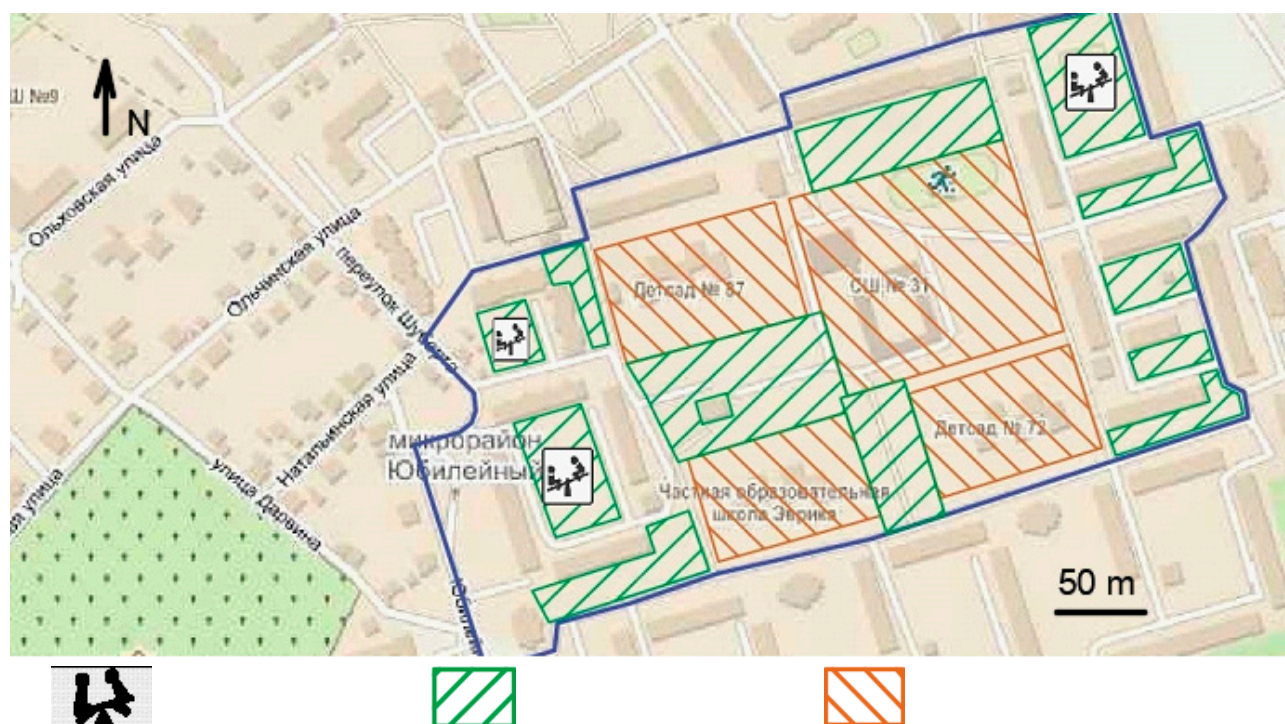 Ш №9
N
Ольховская улица
Ольчинская улица
переулок
Детсад № 87
СШ № 31
Натальинская улица
микрорайон
Юбилейный
Детсад № 72
улица Дарвина
Частная образовательная
школа Эврика
ая улица
50 m